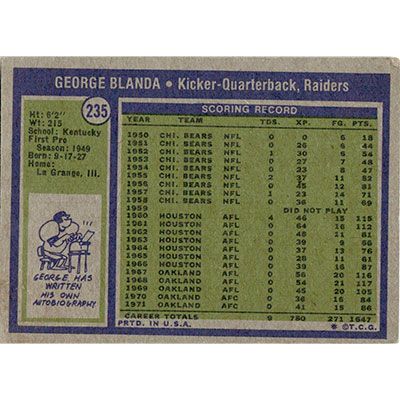 GEORGE BLANDA • Kicker-Quarterback, Raiders
235
Ht: 6'2"
Wt: 215
School: Kentucky
First Pro
Season: 1949
Born: 9-17-27
Home:
La Grange, Ill.
SCORING RECORD
YEAR TEAM TDS. XP. FG. PTS.
1950 CHI. BEARS NFL 0 0 6 18
1951 CHI. BEARS NFL 0 26 6 44
1952 CHI. BEARS NFL 30 6 54
1953 CHI. BEARS NFL 0 27 7 48
1954 CHI. BEARS NFL 0 23 8 47
1955 CHI. BEARS NFL 2 37 11
1956 CHI. BEARS NFL 45 12 81
1957 CHI. BEARS NFL 23 14 71
1958 CHI. BEARS NFL
1959 DID NOT PLAY
1960 HOUSTON AFL 4 46 15 115
1961 HOUSTON AFL 0 64 16 112
1962 HOUSTON AFL 0 48 11 81
1963 HOUSTON AFL 0 39 9 66
1964 HOUSTON AFL 0 37 13 76
1965 HOUSTON AFL 0 28 11 61
1966 HOUSTON AFL 0 39 16 87
1967 OAKLAND AFL 0 56 20 116
1968 OAKLAND AFL 0 54 21 117
1969 OAKLAND AFL 0 45 20 105
1970 OAKLAND AFC 0 36 16 84
1971 OAKLAND AFC 0 41 15 86
CAREER TOTALS 9 780 271 1647
PRTD. IN U.S.A.
* © T.C.G.
GEORGE HAS
WRITTEN
HIS OWN
AUTOBIOGRAPHY